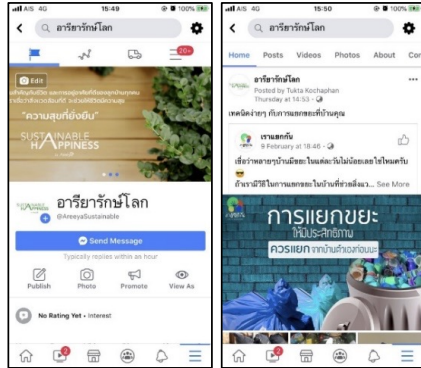 AIS 4G 15:49 100%
อารียารักษ์โลก
20+
Edit
"ความสุขที่ยั่งยืน"
SUSTAINABLE
HAPPINESS
อารียารักษ์โลก
@AreeyaSustainable
Send Message
Typically replies within an hour
Publish Photo Promote View As
No Rating Yet • Interest
2
AIS 4G 15:50 100%
อารียารักษ์โลก
Home Posts Videos Photos About
อารียารักษ์โลก
Posted by Tukta Kochaphan
Thursday at 14:53
เทคนิคง่ายๆ กับการแยกขยะที่บ้านคุณ
เราแยกกัน
9 February at 18:46
เชื่อว่าหลายๆบ้านมีขยะในแต่ละวันไม่น้อยเลยใช่ไหมครับ
ถ้าเรามีวิธีในการแยกขยะในบ้านที่ช่วยสิ่งแว... See More
การแยกขยะ
ให้มีประสิทธิภาพ
ควรแยก จากบ้านตัวเองก่อนนะ
2